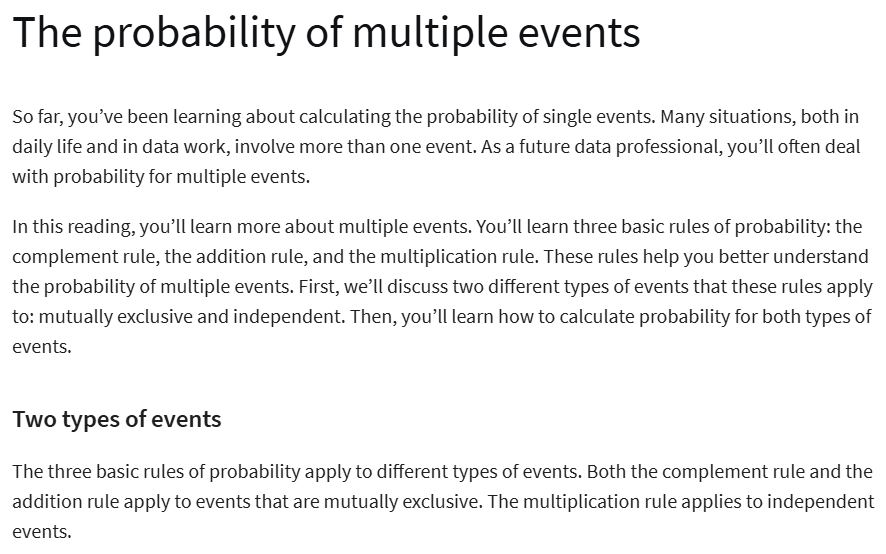 The probability of multiple events
So far, you’ve been learning about calculating the probability of single events. Many situations, both in
daily life and in data work, involve more than one event. As a future data professional, you’ll often deal
with probability for multiple events.
In this reading, you’ll learn more about multiple events. You’ll learn three basic rules of probability: the
complement rule, the addition rule, and the multiplication rule. These rules help you better understand
the probability of multiple events. First, we’ll discuss two different types of events that these rules apply
to: mutually exclusive and independent. Then, you’ll learn how to calculate probability for both types of
events.
Two types of events
The three basic rules of probability apply to different types of events. Both the complement rule and the
addition rule apply to events that are mutually exclusive. The multiplication rule applies to independent
events.